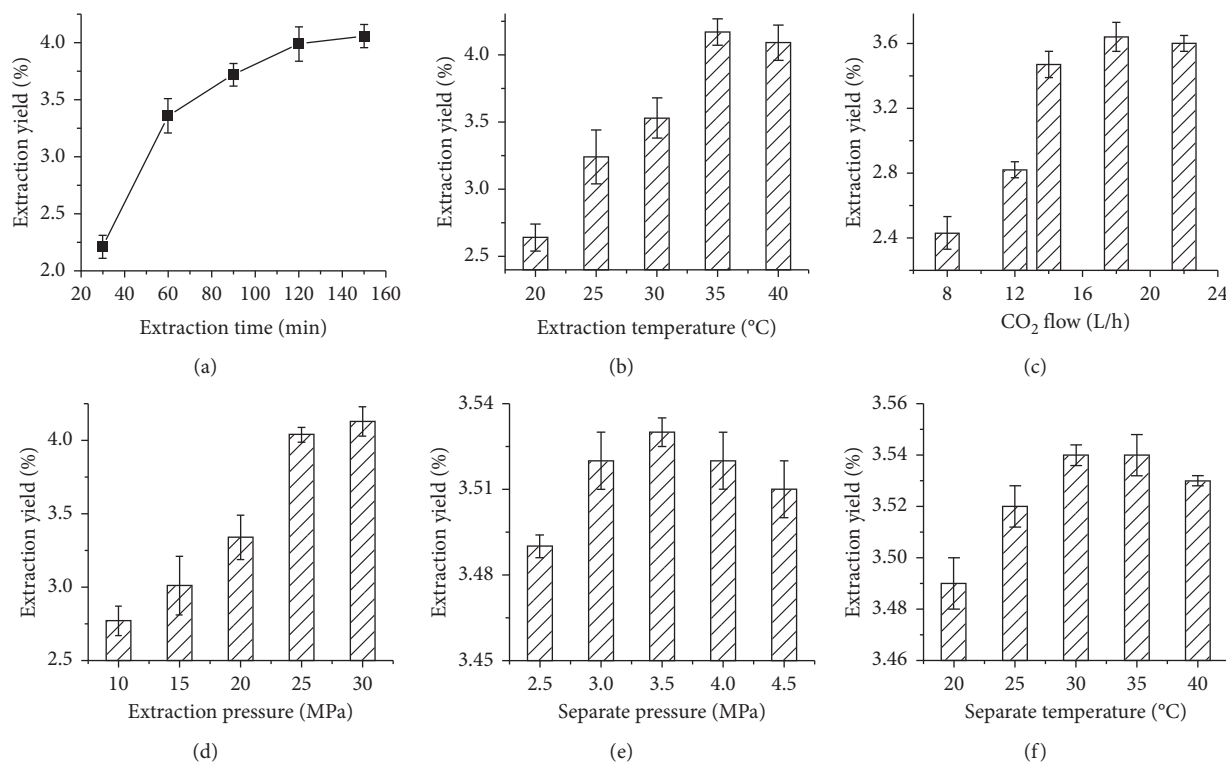 4.0
3.5
3.0
2.5
2.0
20 40 60 80 100 120 140 160
Extraction yield (%)
Extraction time (min)
(a)
4.0
3.5
3.0
2.5
20 25 30 35 40
Extraction yield (%)
Extraction temperature (°C)
(b)
3.6
3.2
2.8
2.4
8 12 16 20 24
Extraction yield (%)
CO₂ flow (L/h)
(c)
4.0
3.5
3.0
2.5
10 15 20 25 30
Extraction yield (%)
Extraction pressure (MPa)
(d)
3.54
3.51
3.48
3.45
2.5 3.0 3.5 4.0 4.5
Extraction yield (%)
Separate pressure (MPa)
(e)
3.56
3.54
3.52
3.50
3.48
3.46
20 25 30 35 40
Extraction yield (%)
Separate temperature (°C)
(f)